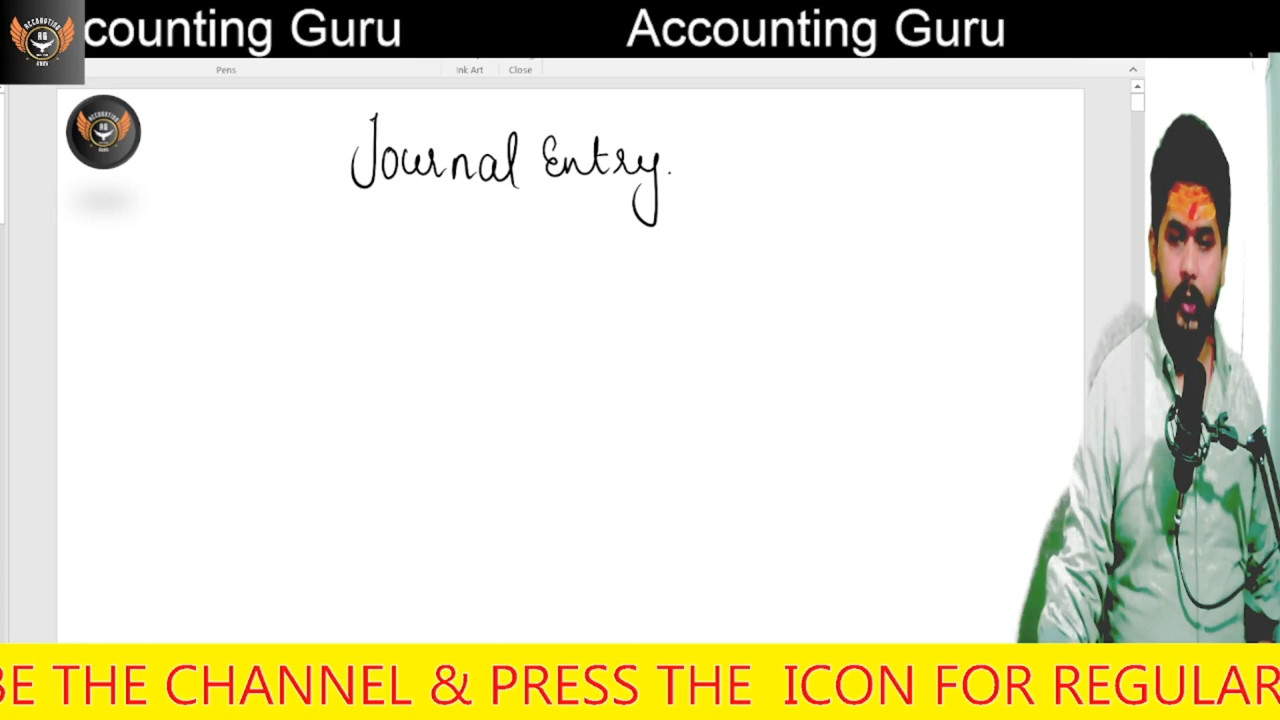 counting Guru Accounting Guru
Pens
Ink Art
Close
Journal Entry.
BE THE CHANNEL & PRESS THE ICON FOR REGULAR